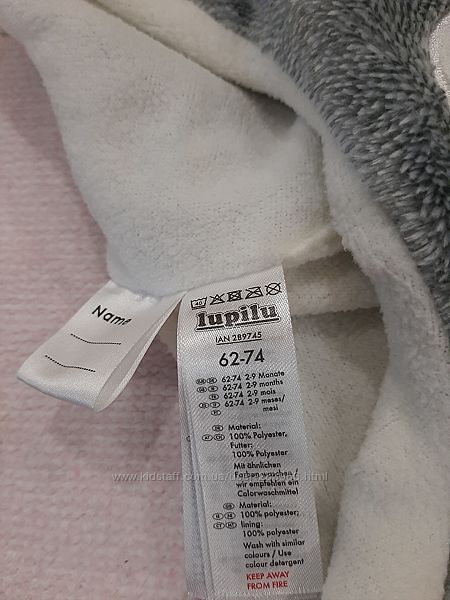 Name
40
lupilu
IAN 289745
62-74
62-74 2-9 Monate
62-74 2-9 months
62-74 2-9 mois
62-74 2-9 meses/
mesi
Material:
100% Polyester,
Futter:
100% Polyester
Mit ähnlichen
Farben waschen /
wir empfehlen ein
Colorwaschmittel
Material:
100% polyester,
lining:
100% polyester
Wash with similar
colours / Use
colour detergent
KEEP AWAY
FROM FIRE